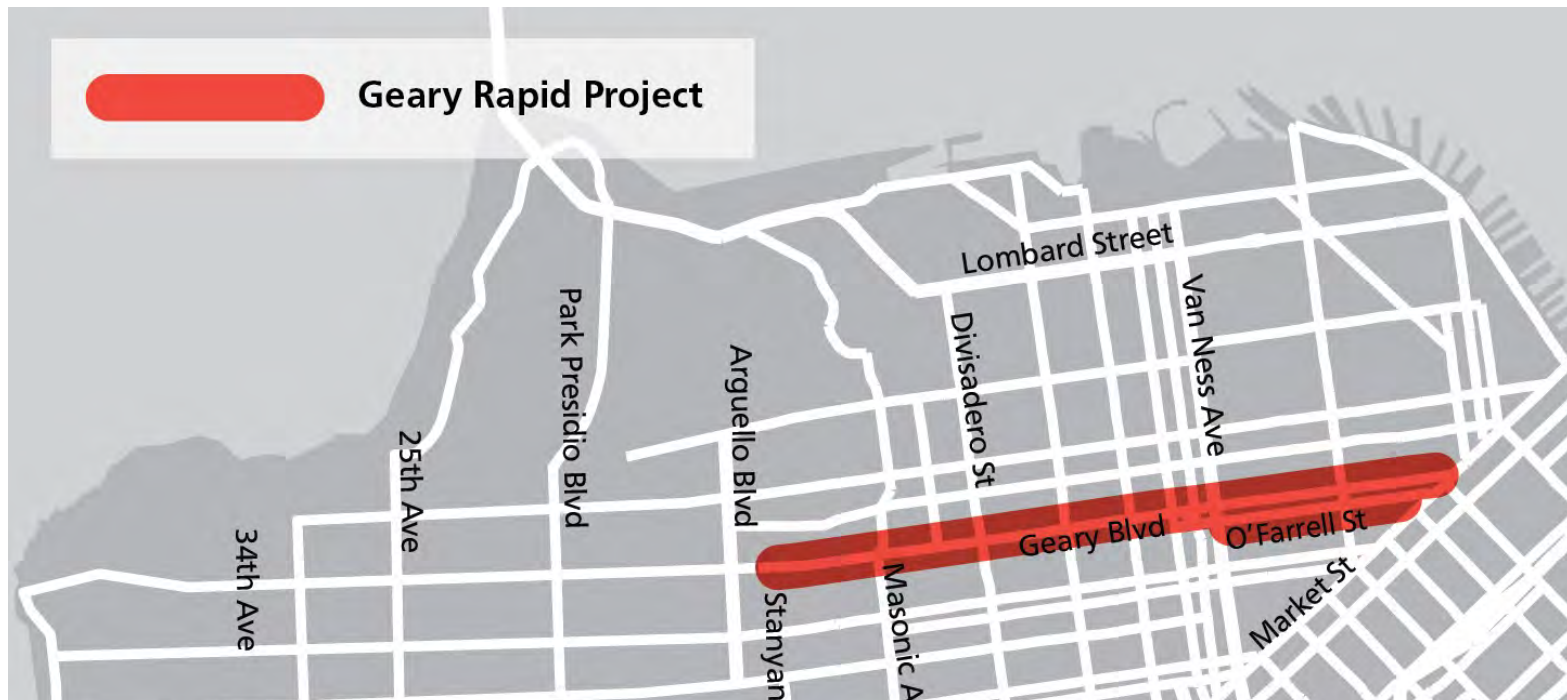 Geary Rapid Project
Lombard Street
Van Ness Ave
Park Presidio Blvd
Divisadero St
Arguello Blvd
25th Ave
34th Ave
Geary Blvd
O'Farrell St
Market St
Masonic A
Stanyan